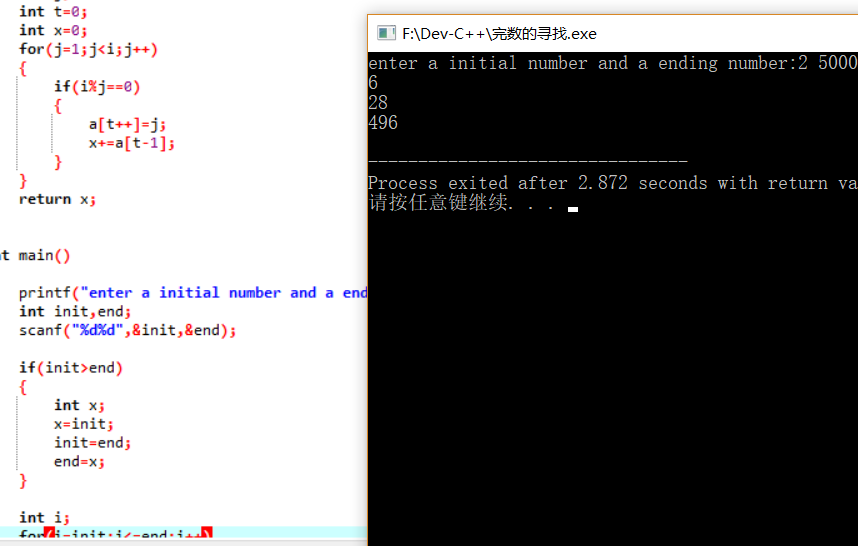 int t=0;
int x=0;
for(j=1;j<i;j++)
{
if(i%j==0)
{
a[t++]=j;
x+=a[t-1];
}
}
return x;
nt main()
printf("enter a initial number and a end
int init,end;
scanf("%d%d",&init,&end);
if(init>end)
{
int x;
x=init;
init=end;
end=x;
}
int i;
for(i=init;i<=end;i++)
F:\Dev-C++\完数的寻找.exe
enter a initial number and a ending number:2 5000
6
28
496
--------------------------------
Process exited after 2.872 seconds with return va
请按任意键继续. . .